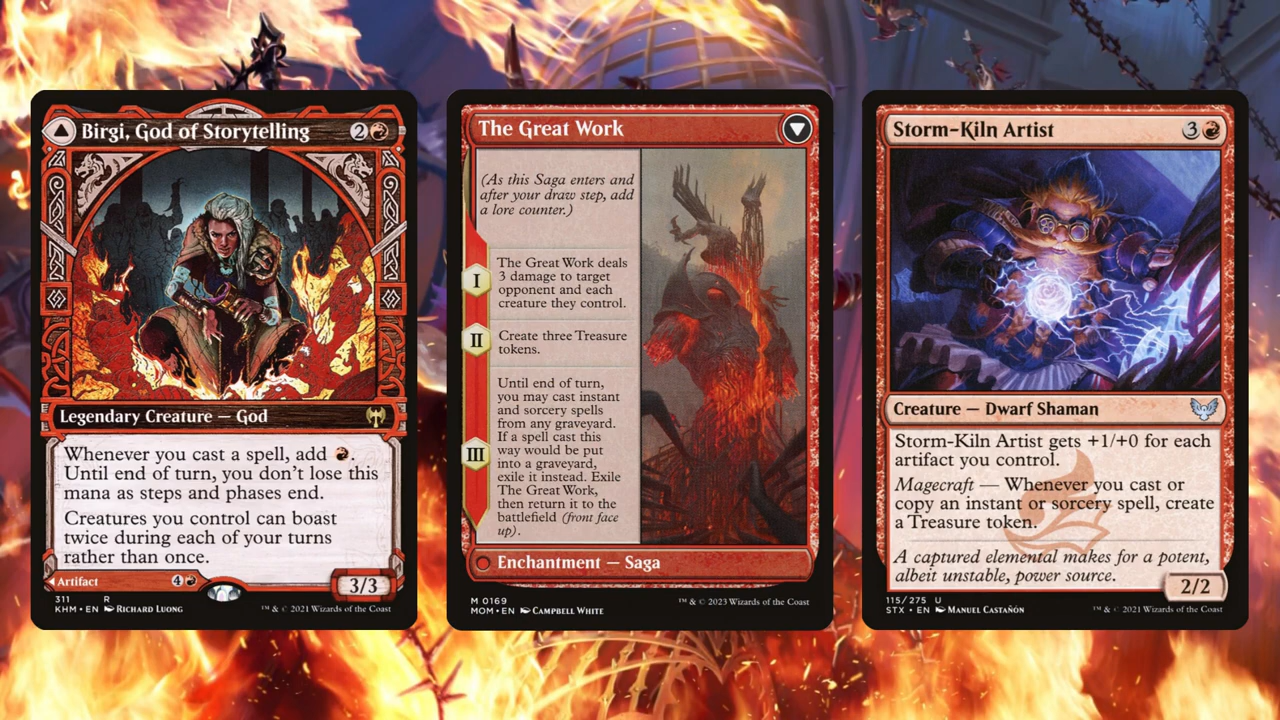 Birgi, God of Storytelling 2
Whenever you cast a spell, add .
Until end of turn, you don't lose this
mana as steps and phases end.
Creatures you control can boast
twice during each of your turns
rather than once.
Artifact 4
3/3
311 R
KHM • EN RICHARD LUONG ™ & © 2021 Wizards of the Coast
Legendary Creature — God
The Great Work
(As this Saga enters and
after your draw step, add
a lore counter.)
I
The Great Work deals
3 damage to target
opponent and each
creature they control.
II
Create three Treasure
tokens.
III
Until end of turn,
you may cast instant
and sorcery spells
from any graveyard.
If a spell cast this
way would be put
into a graveyard,
exile it instead. Exile
The Great Work,
then return it to the
battlefield (front face
up).
Enchantment — Saga
M 0169
MOM • EN CAMPBELL WHITE ™ & © 2023 Wizards of the Coast
Storm-Kiln Artist 3
Creature — Dwarf Shaman
Storm-Kiln Artist gets +1/+0 for each
artifact you control.
Magecraft — Whenever you cast or
copy an instant or sorcery spell, create
a Treasure token.
A captured elemental makes for a potent,
albeit unstable, power source.
2/2
115/275 U
STX • EN MANUEL CASTAÑÓN ™ & © 2021 Wizards of the Coast